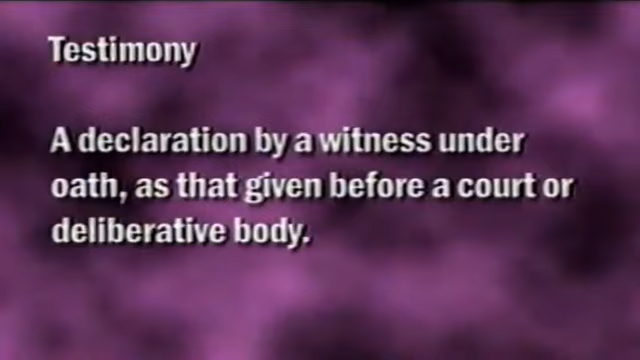 Testimony
A declaration by a witness under
oath, as that given before a court or
deliberative body.